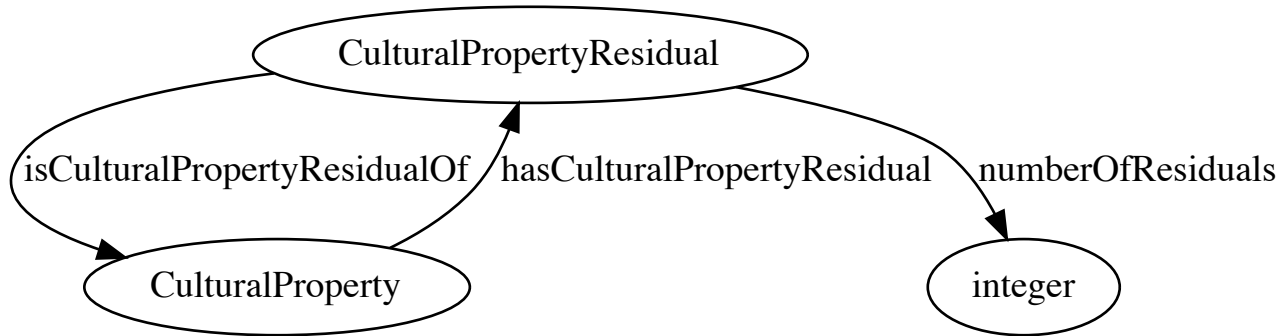 CulturalPropertyResidual
isCulturalPropertyResidualOf
hasCulturalPropertyResidual
numberOfResiduals
CulturalProperty
integer